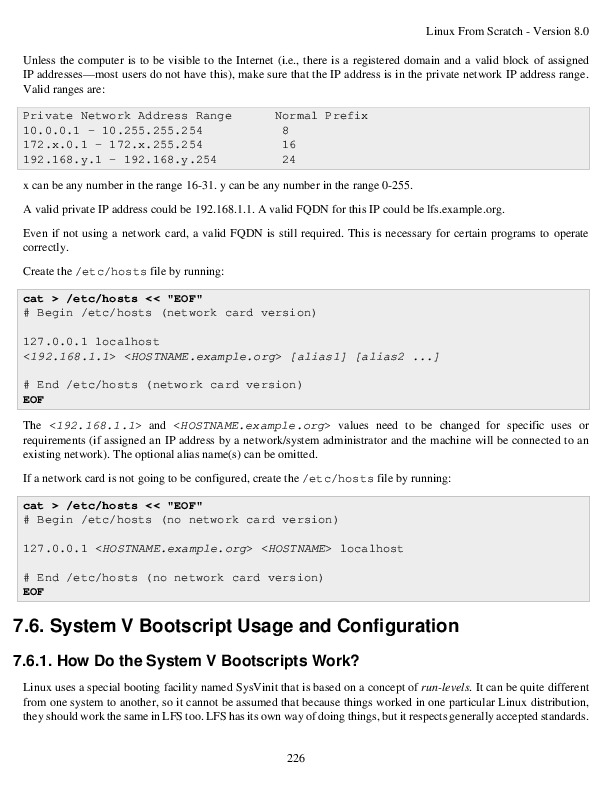 Linux From Scratch - Version 8.0
Unless the computer is to be visible to the Internet (i.e., there is a registered domain and a valid block of assigned
IP addresses—most users do not have this), make sure that the IP address is in the private network IP address range.
Valid ranges are:
Private Network Address Range      Normal Prefix
10.0.0.1 - 10.255.255.254           8
172.x.0.1 - 172.x.255.254           16
192.168.y.1 - 192.168.y.254         24
x can be any number in the range 16-31. y can be any number in the range 0-255.
A valid private IP address could be 192.168.1.1. A valid FQDN for this IP could be lfs.example.org.
Even if not using a network card, a valid FQDN is still required. This is necessary for certain programs to operate
correctly.
Create the /etc/hosts file by running:
cat > /etc/hosts << "EOF"
# Begin /etc/hosts (network card version)
127.0.0.1 localhost
<192.168.1.1> <HOSTNAME.example.org> [alias1] [alias2 ...]
# End /etc/hosts (network card version)
EOF
The <192.168.1.1> and <HOSTNAME.example.org> values need to be changed for specific uses or
requirements (if assigned an IP address by a network/system administrator and the machine will be connected to an
existing network). The optional alias name(s) can be omitted.
If a network card is not going to be configured, create the /etc/hosts file by running:
cat > /etc/hosts << "EOF"
# Begin /etc/hosts (no network card version)
127.0.0.1 <HOSTNAME.example.org> <HOSTNAME> localhost
# End /etc/hosts (no network card version)
EOF
7.6. System V Bootscript Usage and Configuration
7.6.1. How Do the System V Bootscripts Work?
Linux uses a special booting facility named SysVinit that is based on a concept of run-levels. It can be quite different
from one system to another, so it cannot be assumed that because things worked in one particular Linux distribution,
they should work the same in LFS too. LFS has its own way of doing things, but it respects generally accepted standards.
226